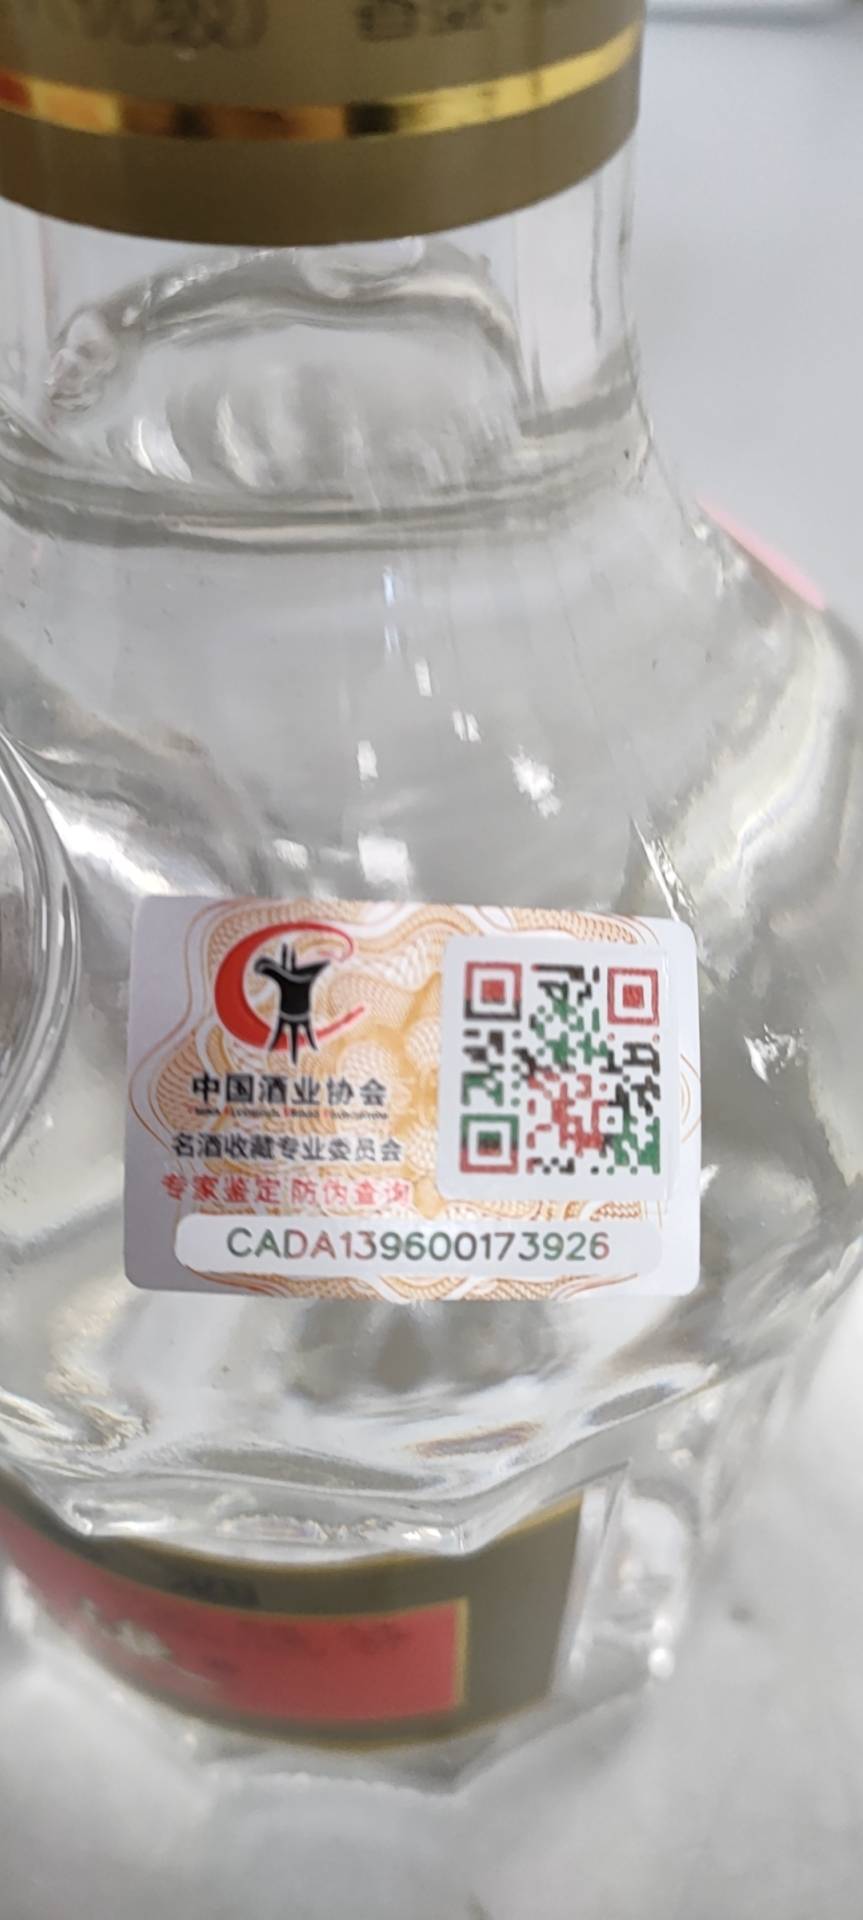 中国酒业协会
名酒收藏专业委员会
专家鉴定 防伪查询
CADA139600173926